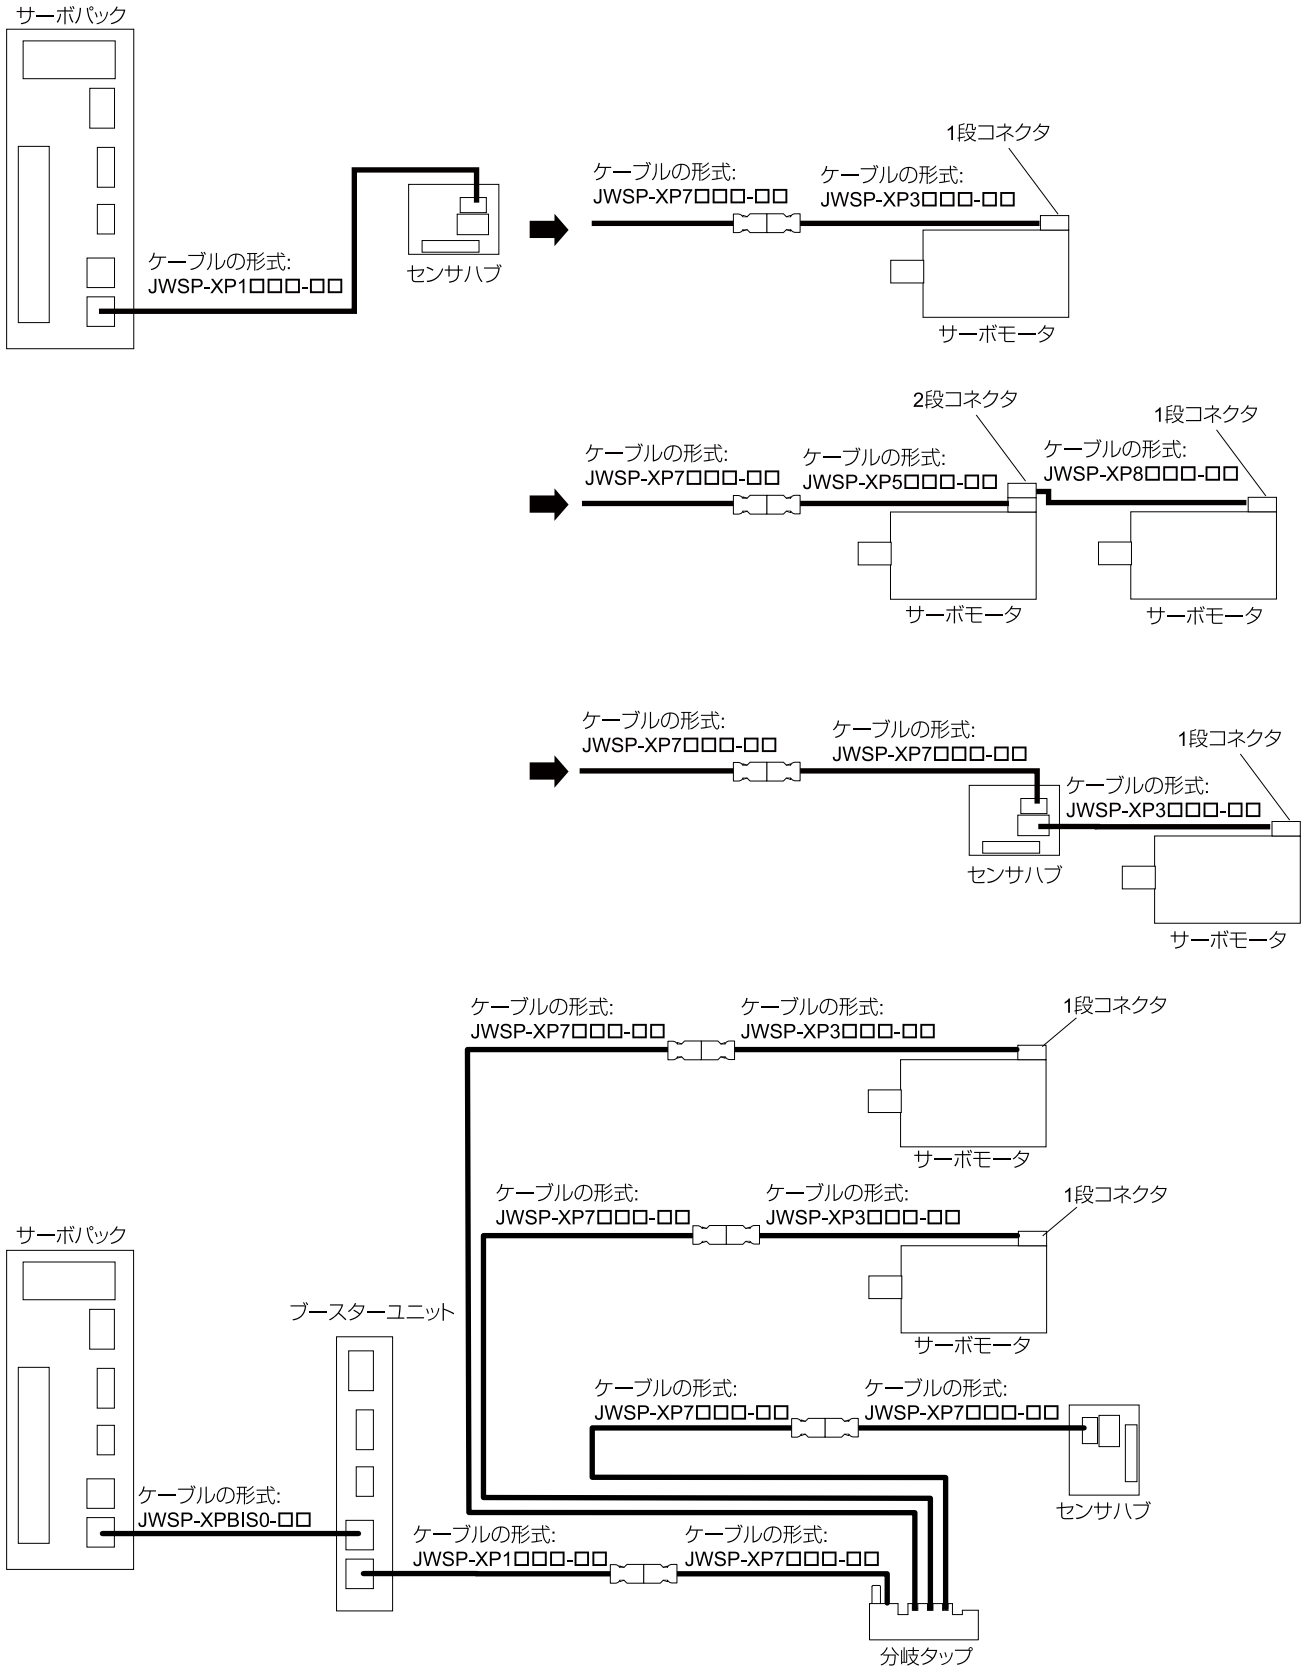 サーボパック
1段コネクタ
ケーブルの形式:
JWSP-XP7□□□-□□
ケーブルの形式:
JWSP-XP3□□□-□□
ケーブルの形式:
JWSP-XP1□□□-□□
センサハブ
サーボモータ
2段コネクタ
1段コネクタ
ケーブルの形式:
JWSP-XP7□□□-□□
ケーブルの形式:
JWSP-XP5□□□-□□
ケーブルの形式:
JWSP-XP8□□□-□□
サーボモータ
サーボモータ
ケーブルの形式:
JWSP-XP7□□□-□□
ケーブルの形式:
JWSP-XP7□□□-□□
1段コネクタ
ケーブルの形式:
JWSP-XP3□□□-□□
センサハブ
サーボモータ
ケーブルの形式:
JWSP-XP7□□□-□□
ケーブルの形式:
JWSP-XP3□□□-□□
1段コネクタ
サーボモータ
ケーブルの形式:
JWSP-XP7□□□-□□
ケーブルの形式:
JWSP-XP3□□□-□□
1段コネクタ
サーボパック
ブースターユニット
サーボモータ
ケーブルの形式:
JWSP-XP7□□□-□□
ケーブルの形式:
JWSP-XP7□□□-□□
センサハブ
ケーブルの形式:
JWSP-XPBIS0-□□
ケーブルの形式:
JWSP-XP1□□□-□□
ケーブルの形式:
JWSP-XP7□□□-□□
分岐タップ